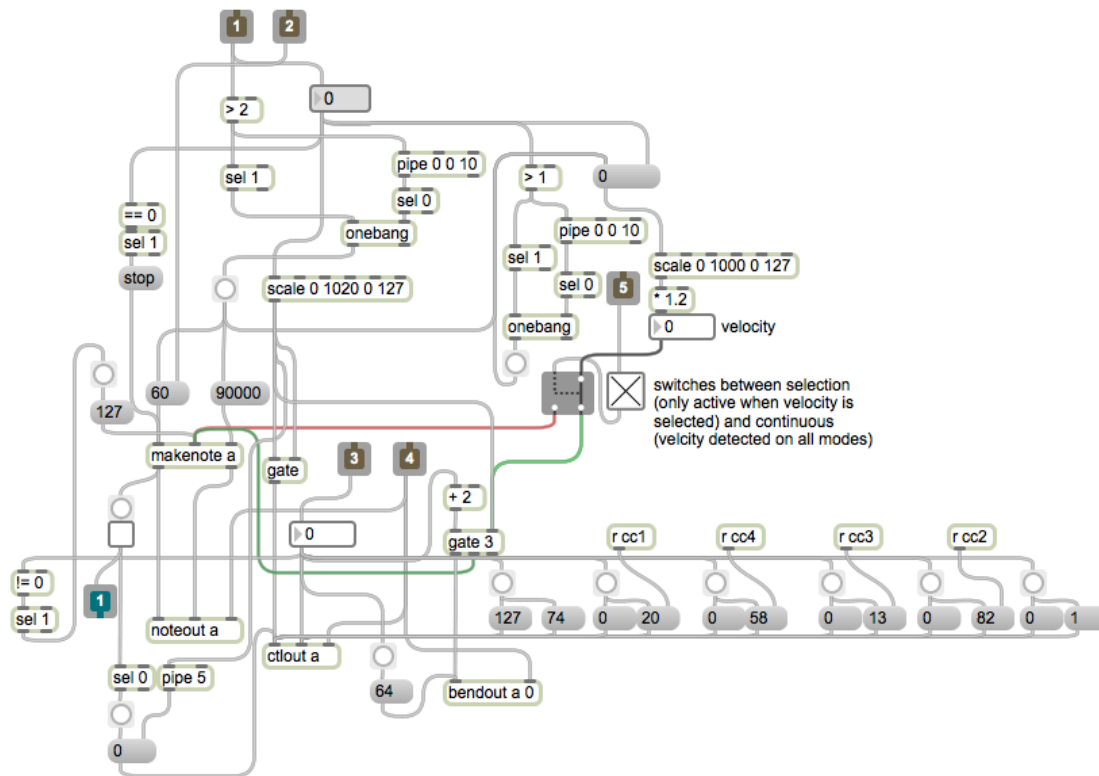 1
2
0
> 2
pipe 0 0 10
sel 1
> 1
0
sel 0
== 0
onebang
pipe 0 0 10
sel 1
sel 1
scale 0 1000 0 127
stop
scale 0 1020 0 127
sel 0
5
* 1.2
onebang
0
velocity
60
90000
switches between selection
(only active when velocity is
selected) and continuous
(velcity detected on all modes)
127
makenote a
gate
3
4
+ 2
0
gate 3
r cc1
r cc4
r cc3
r cc2
!= 0
1
sel 1
noteout a
127
74
0
20
0
58
0
13
0
82
0
1
ctlout a
sel 0
pipe 5
64
bendout a 0
0